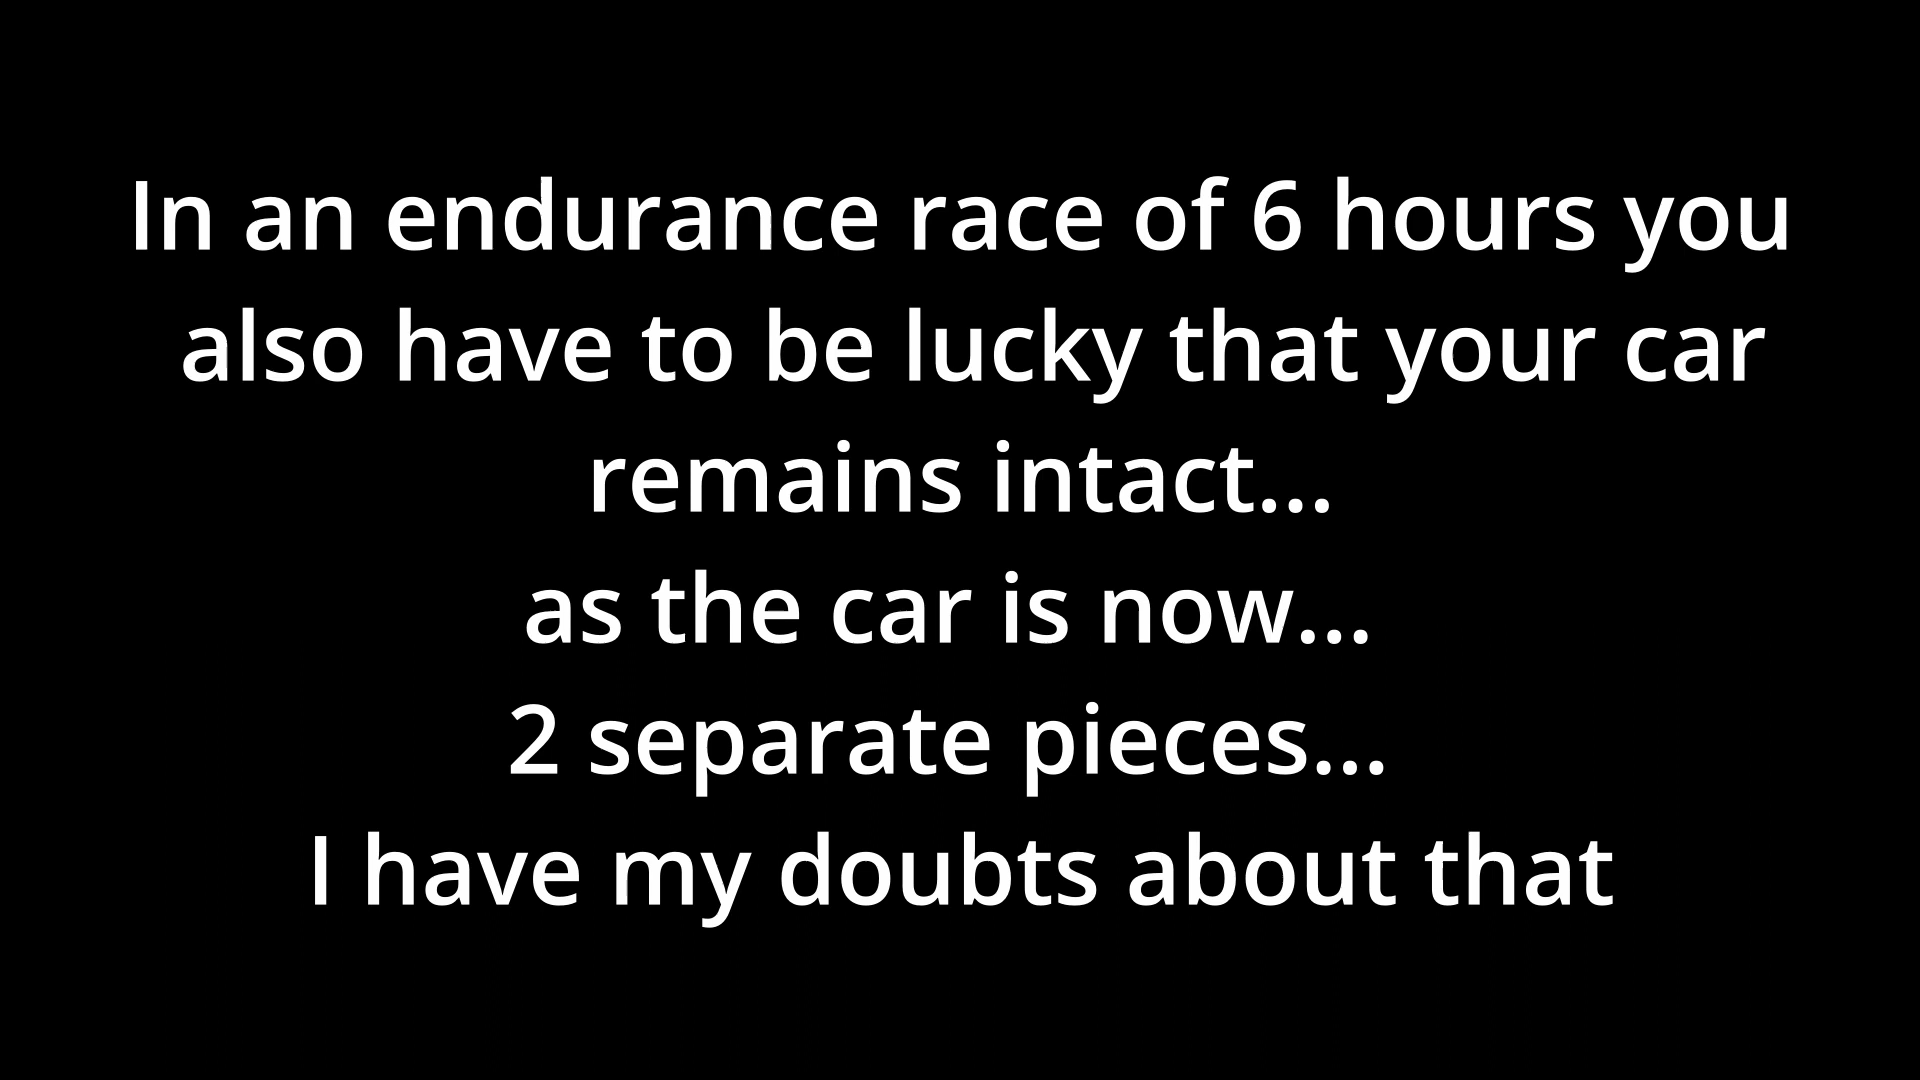 In an endurance race of 6 hours you
also have to be lucky that your car
remains intact...
as the car is now...
2 separate pieces...
I have my doubts about that